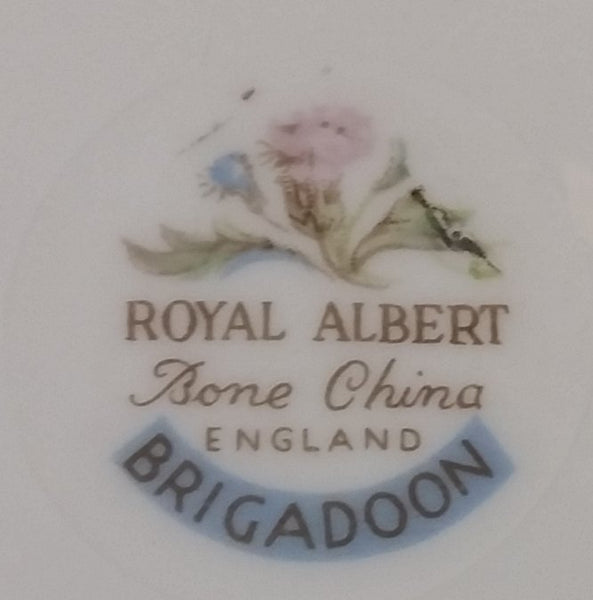 ROYAL ALBERT
Bone China
ENGLAND
BRIGADOON